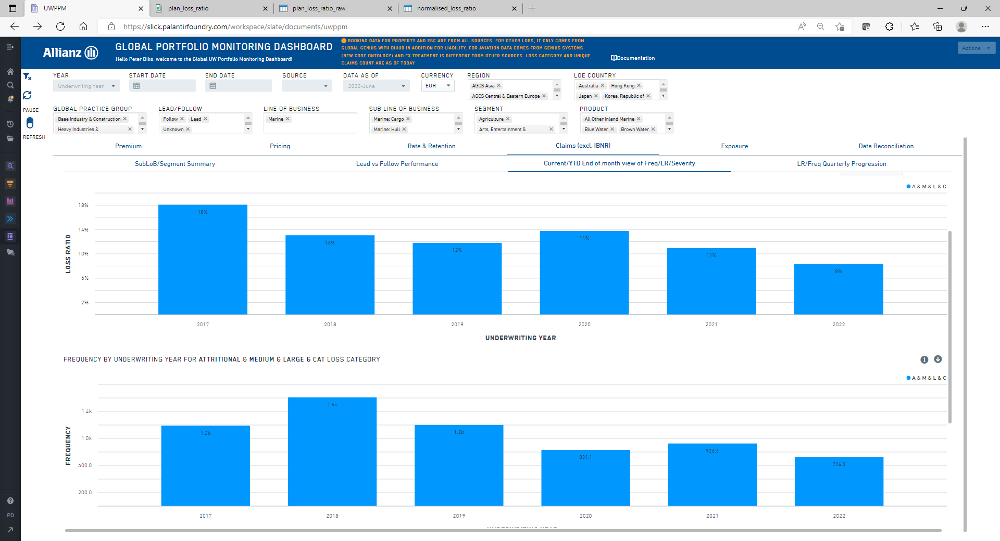 UWPPM
plan_loss_ratio
plan_loss_ratio_raw
normalised_loss_ratio
https://slick.palantirfoundry.com/workspace/slate/documents/uwppm
Allianz
GLOBAL PORTFOLIO MONITORING DASHBOARD
Hello Peter Diko, welcome to the Global UW Portfolio Monitoring Dashboard!
BOOKING DATA FOR PROPERTY AND E&C ARE FROM ALL SOURCES. FOR OTHER LOBS, IT ONLY COMES FROM
GLOBAL GENIUS WITH BIHUB IN ADDITION FOR LIABILITY. FOR AVIATION DATA COMES FROM GENIUS SYSTEMS
(NEW CORE ONTOLOGY) AND FX TREATMENT IS DIFFERENT FROM OTHER SOURCES. LOSS CATEGORY AND UNIQUE
CLAIMS COUNT ARE AS OF TODAY
Documentation
Actions
PAUSE
REFRESH
YEAR
Underwriting Year
START DATE
END DATE
SOURCE
DATA AS OF
2022-June
CURRENCY
EUR
REGION
AGCS Asia
AGCS Central & Eastern Europe
LOE COUNTRY
Australia Hong Kong
Japan Korea, Republic of
GLOBAL PRACTICE GROUP
Base Industry & Construction
Heavy Industries &
LEAD/FOLLOW
Follow Lead
Unknown
LINE OF BUSINESS
Marine
SUB LINE OF BUSINESS
Marine: Cargo
Marine: Hull
SEGMENT
Agriculture
Arts, Entertainment &
PRODUCT
All Other Inland Marine
Blue Water Brown Water
Premium
Pricing
Rate & Retention
Claims (excl. IBNR)
Exposure
Data Reconciliation
SubLoB/Segment Summary
Lead vs Follow Performance
Current/YTD End of month view of Freq/LR/Severity
LR/Freq Quarterly Progression
A & M & L & C
LOSS RATIO
18%
14%
10%
6%
2%
18%
13%
12%
14%
11%
8%
2017
2018
2019
2020
2021
2022
UNDERWRITING YEAR
FREQUENCY BY UNDERWRITING YEAR FOR ATTRITIONAL & MEDIUM & LARGE & CAT LOSS CATEGORY
A & M & L & C
FREQUENCY
1.4k
1.0k
600.0
200.0
1.2k
1.6k
1.2k
831.1
926.3
724.3
2017
2018
2019
2020
2021
2022
PD